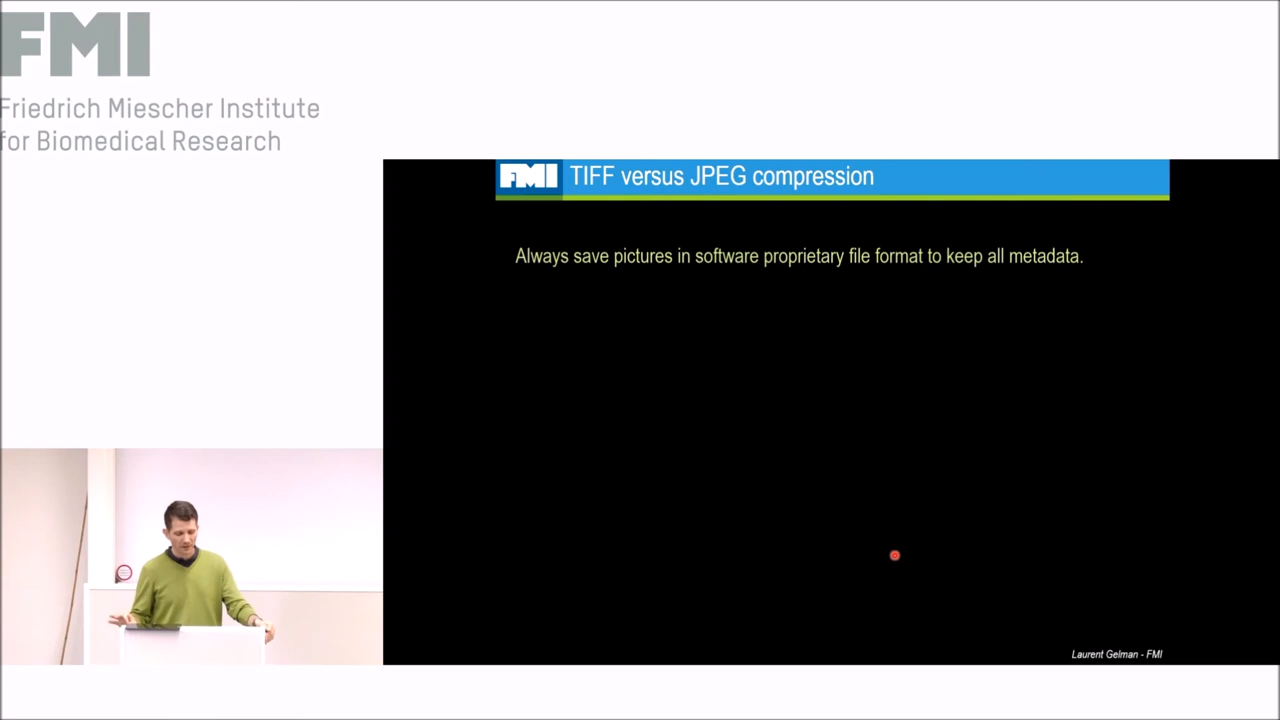 FMI
Friedrich Miescher Institute
for Biomedical Research
FMI TIFF versus JPEG compression
Always save pictures in software proprietary file format to keep all metadata.
Laurent Gelman - FMI